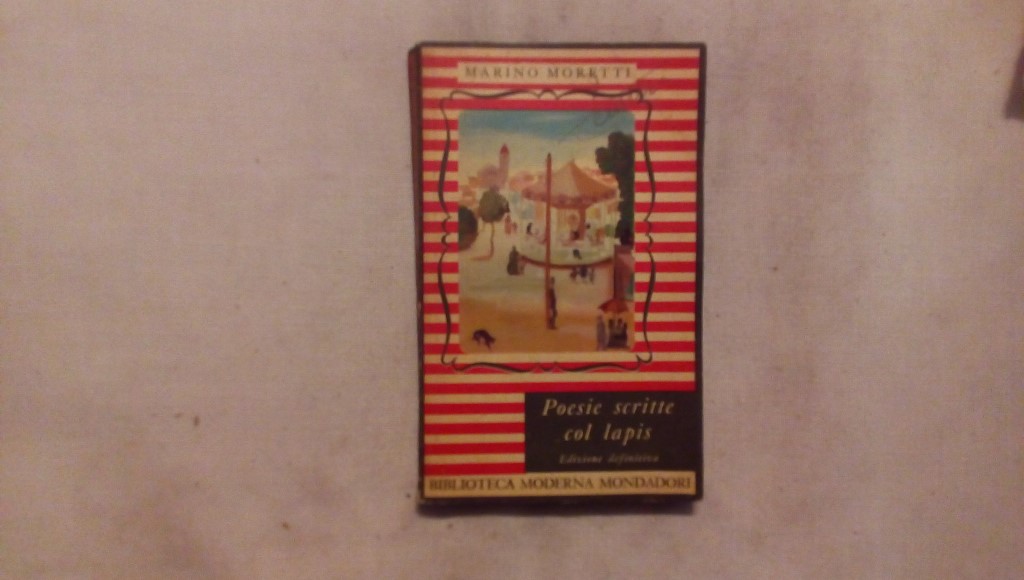 MARINO MORETTI
Poesie scritte
col lapis
Edizione definitiva
BIBLIOTECA MODERNA MONDADORI